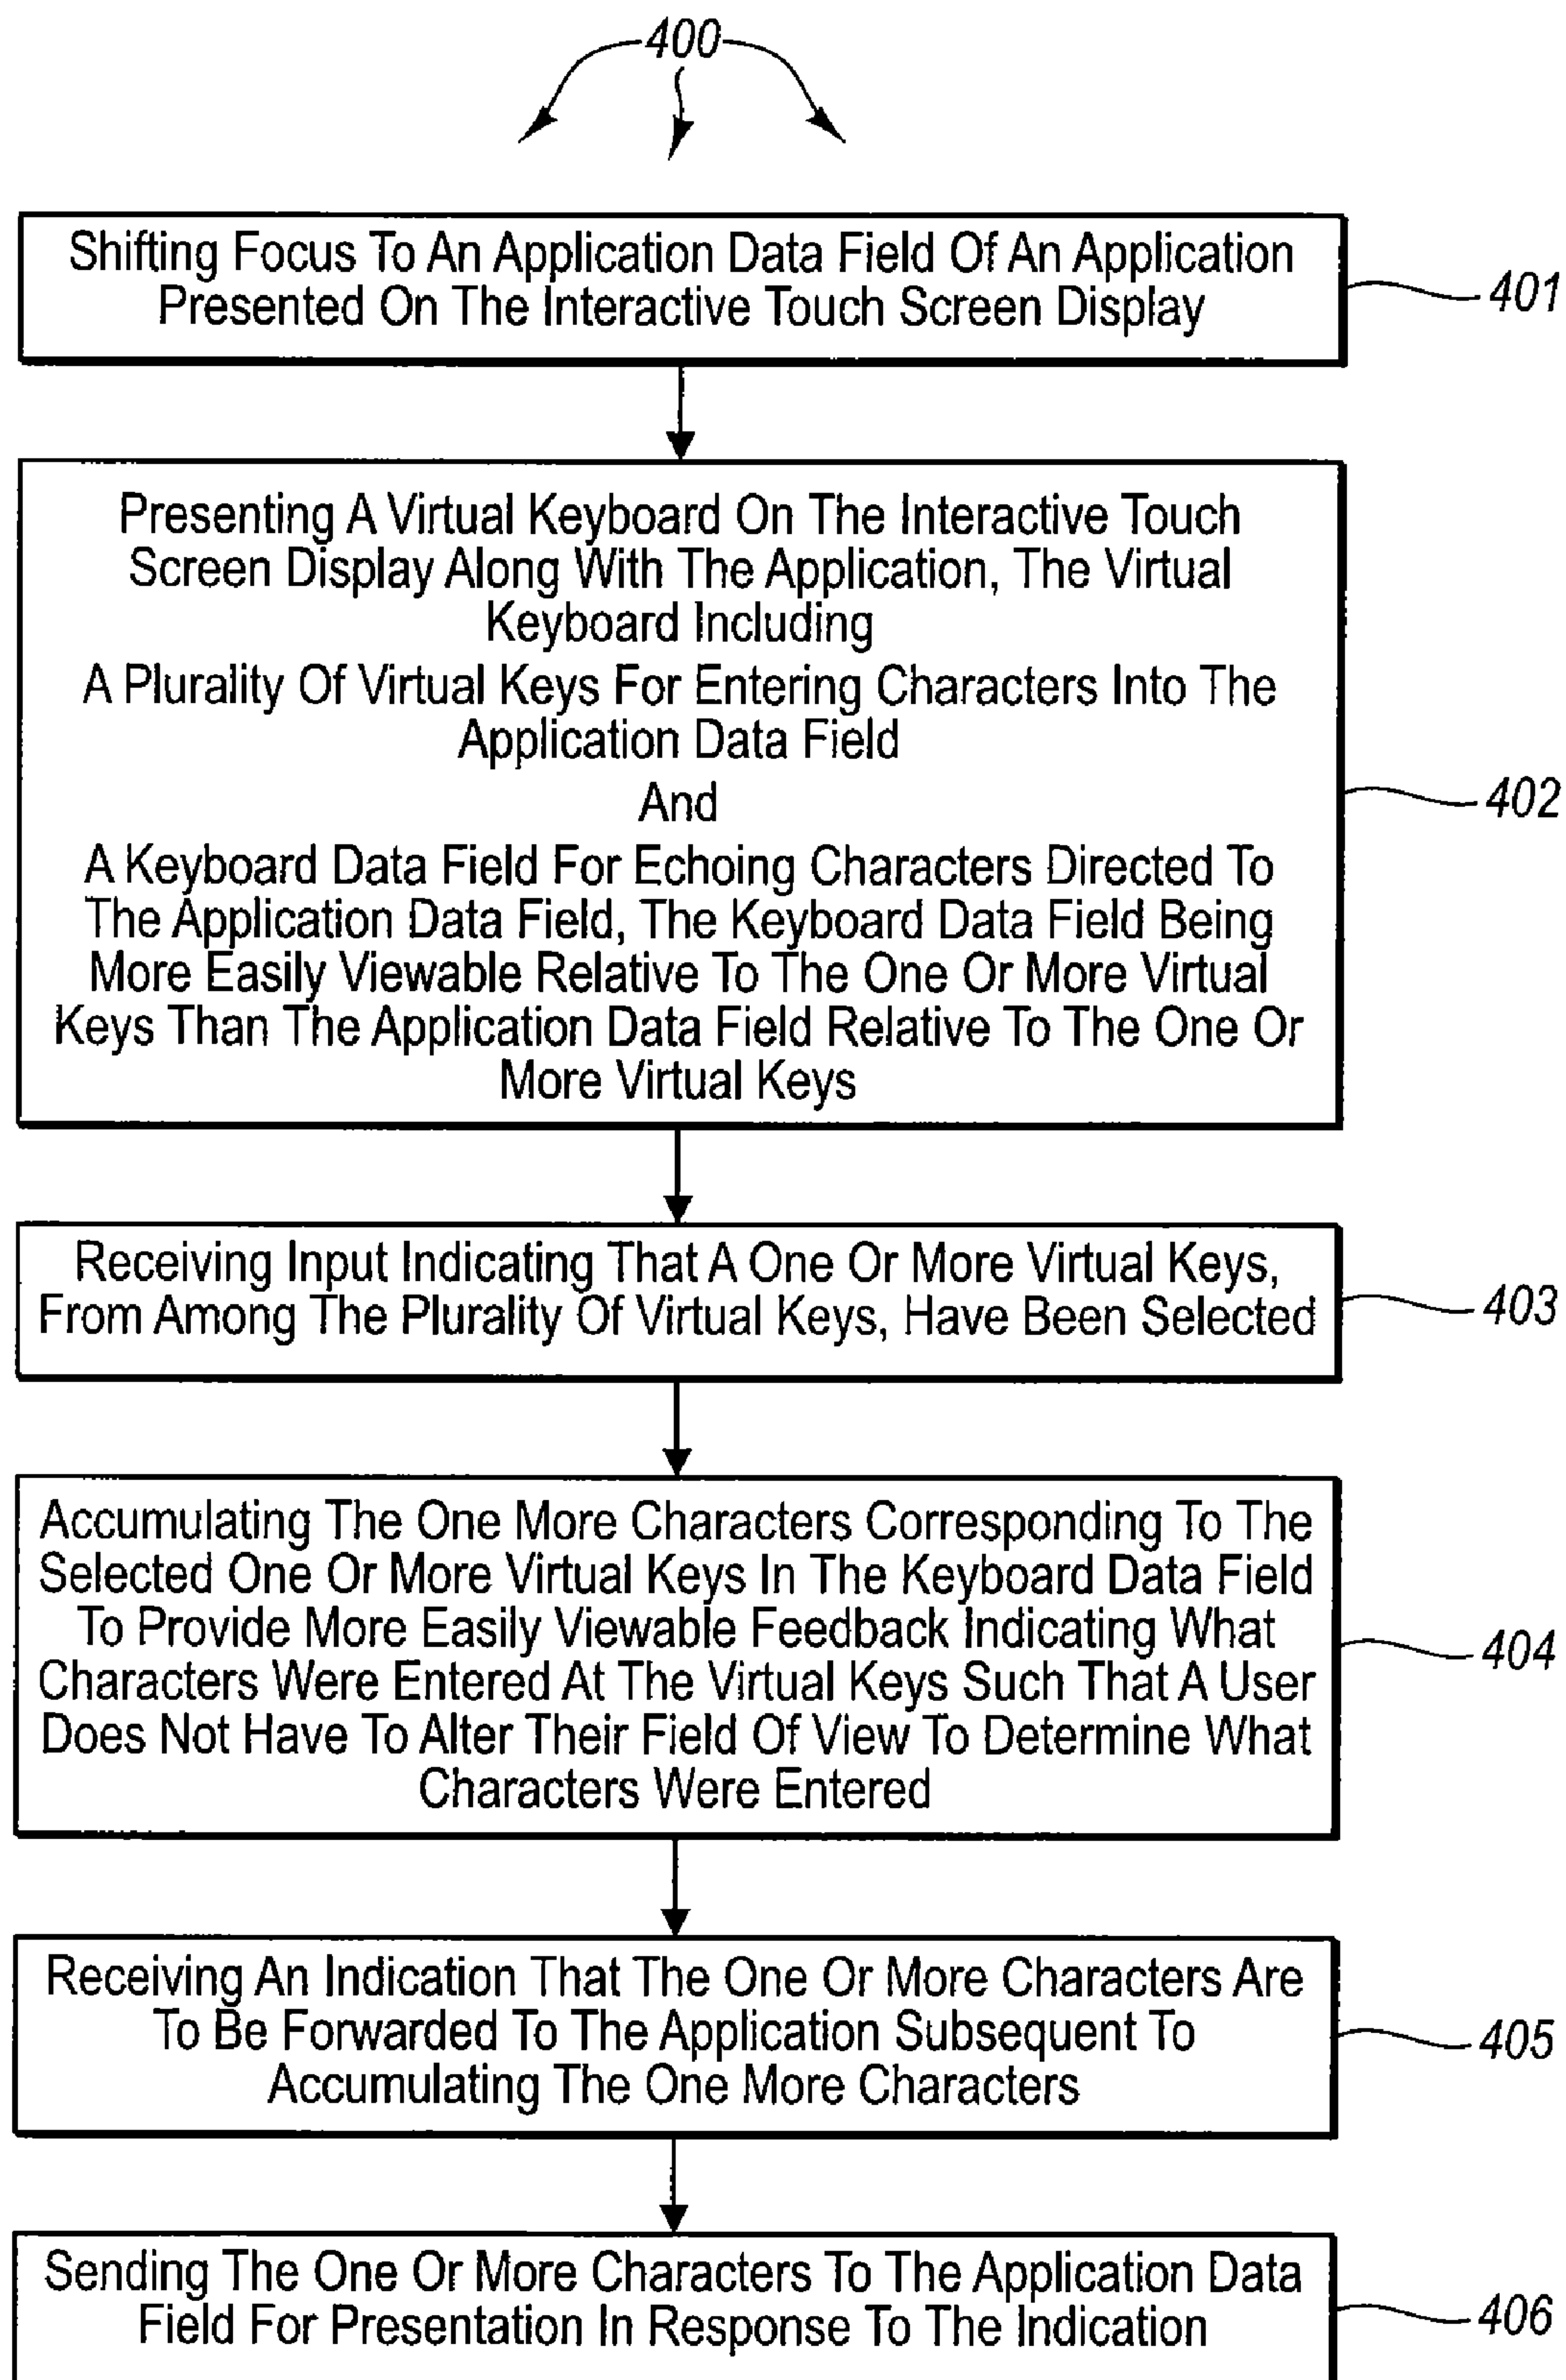 400
Shifting Focus To An Application Data Field Of An Application
Presented On The Interactive Touch Screen Display
401
Presenting A Virtual Keyboard On The Interactive Touch
Screen Display Along With The Application, The Virtual
Keyboard Including
A Plurality Of Virtual Keys For Entering Characters Into The
Application Data Field
And
A Keyboard Data Field For Echoing Characters Directed To
The Application Data Field, The Keyboard Data Field Being
More Easily Viewable Relative To The One Or More Virtual
Keys Than The Application Data Field Relative To The One Or
More Virtual Keys
402
Receiving Input Indicating That A One Or More Virtual Keys,
From Among The Plurality Of Virtual Keys, Have Been Selected
403
Accumulating The One More Characters Corresponding To The
Selected One Or More Virtual Keys In The Keyboard Data Field
To Provide More Easily Viewable Feedback Indicating What
Characters Were Entered At The Virtual Keys Such That A User
Does Not Have To Alter Their Field Of View To Determine What
Characters Were Entered
404
Receiving An Indication That The One Or More Characters Are
To Be Forwarded To The Application Subsequent To
Accumulating The One More Characters
405
Sending The One Or More Characters To The Application Data
Field For Presentation In Response To The Indication
406